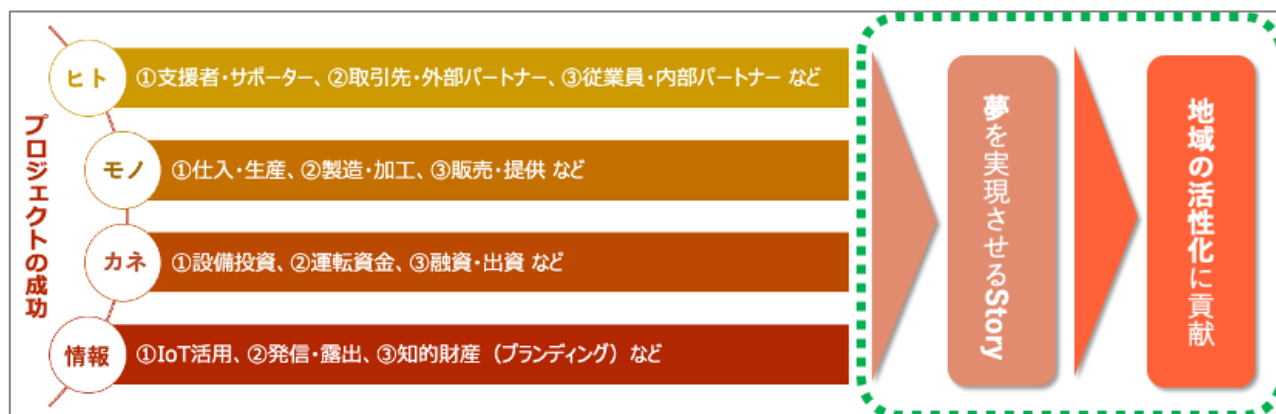 プロジェクトの成功
ヒト
①支援者・サポーター、②取引先・外部パートナー、③従業員・内部パートナー など
モノ
①仕入・生産、②製造・加工、③販売・提供 など
カネ
①設備投資、②運転資金、③融資・出資 など
情報
①IoT活用、②発信・露出、③知的財産（ブランディング）など
夢を実現させるStory
地域の活性化に貢献